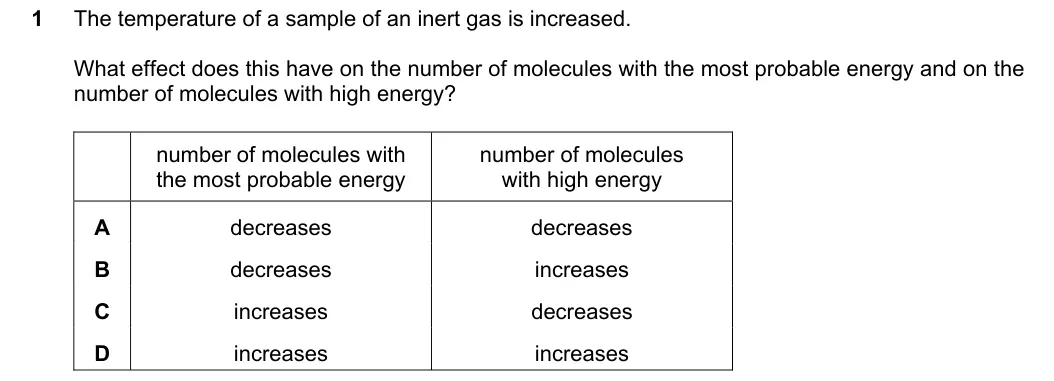 1 The temperature of a sample of an inert gas is increased.
What effect does this have on the number of molecules with the most probable energy and on the
number of molecules with high energy?
number of molecules with
the most probable energy
number of molecules
with high energy
A decreases decreases
B decreases increases
C increases decreases
D increases increases